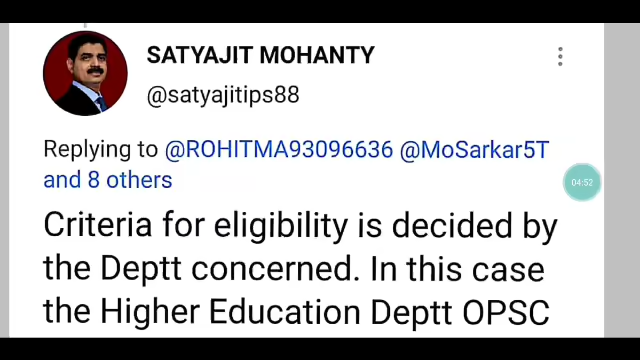 SATYAJIT MOHANTY
@satyajitips88
Replying to @ROHITMA93096636 @MoSarkar5T
and 8 others
04:52
Criteria for eligibility is decided by
the Deptt concerned. In this case
the Higher Education Deptt OPSC